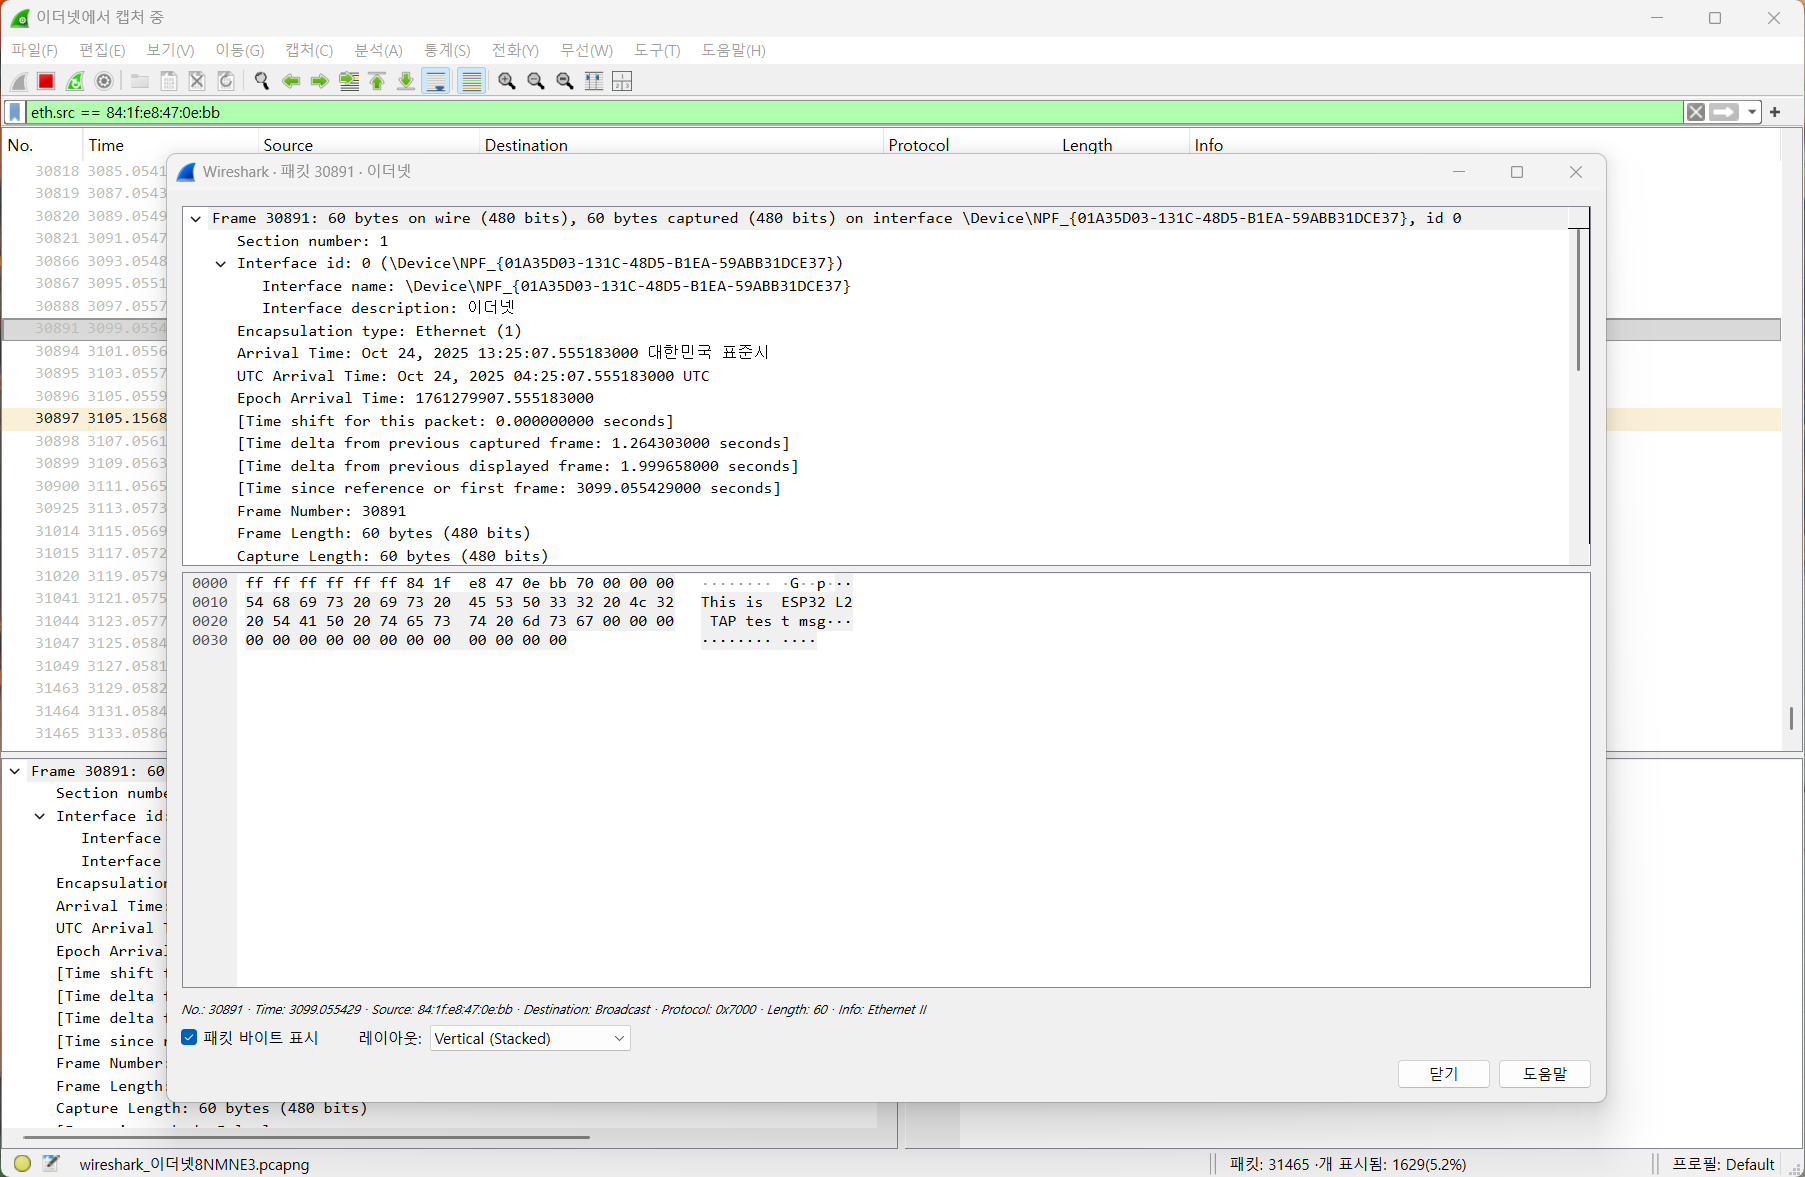 이더넷에서 캡처 중
파일(F) 편집(E) 보기(V) 이동(G) 캡처(C) 분석(A) 통계(S) 전화(Y) 무선(W) 도구(T) 도움말(H)
eth.src == 84:1f:e8:47:0e:bb
No. Time Source Destination Protocol Length Info
30818 3085.0541
30819 3087.0543
30820 3089.0549
30821 3091.0547
30866 3093.0548
30867 3095.0551
30888 3097.0557
30891 3099.0554
30894 3101.0556
30895 3103.0557
30896 3105.0559
30897 3105.1568
30898 3107.0561
30899 3109.0563
30900 3111.0565
30925 3113.0573
31014 3115.0569
31015 3117.0572
31020 3119.0579
31041 3121.0575
31044 3123.0577
31047 3125.0584
31049 3127.0581
31463 3129.0582
31464 3131.0584
31465 3133.0586
Wireshark · 패킷 30891 · 이더넷
Frame 30891: 60 bytes on wire (480 bits), 60 bytes captured (480 bits) on interface \Device\NPF_{01A35D03-131C-48D5-B1EA-59ABB31DCE37}, id 0
Section number: 1
Interface id: 0 (\Device\NPF_{01A35D03-131C-48D5-B1EA-59ABB31DCE37})
Interface name: \Device\NPF_{01A35D03-131C-48D5-B1EA-59ABB31DCE37}
Interface description: 이더넷
Encapsulation type: Ethernet (1)
Arrival Time: Oct 24, 2025 13:25:07.555183000 대한민국 표준시
UTC Arrival Time: Oct 24, 2025 04:25:07.555183000 UTC
Epoch Arrival Time: 1761279907.555183000
[Time shift for this packet: 0.000000000 seconds]
[Time delta from previous captured frame: 1.264303000 seconds]
[Time delta from previous displayed frame: 1.999658000 seconds]
[Time since reference or first frame: 3099.055429000 seconds]
Frame Number: 30891
Frame Length: 60 bytes (480 bits)
Capture Length: 60 bytes (480 bits)
0000 ff ff ff ff ff ff 84 1f e8 47 0e bb 70 00 00 00 ········ ·G··p···
0010 54 68 69 73 20 69 73 20 45 53 50 33 32 20 4c 32 This is ESP32 L2
0020 20 54 41 50 20 74 65 73 74 20 6d 73 67 00 00 00 TAP tes t msg···
0030 00 00 00 00 00 00 00 00 00 00 00 00 ········ ····
No.: 30891 · Time: 3099.055429 · Source: 84:1f:e8:47:0e:bb · Destination: Broadcast · Protocol: 0x7000 · Length: 60 · Info: Ethernet II
패킷 바이트 표시 레이아웃: Vertical (Stacked)
닫기 도움말
Frame 30891: 60
Section numbe
Interface id:
Interface
Interface
Encapsulation
Arrival Time:
UTC Arrival T
Epoch Arrival
[Time shift f
[Time delta f
[Time delta f
[Time since r
Frame Number:
Frame Length:
Capture Length: 60 bytes (480 bits)
wireshark_이더넷8NMNE3.pcapng
패킷: 31465 ·개 표시됨: 1629(5.2%)
프로필: Default